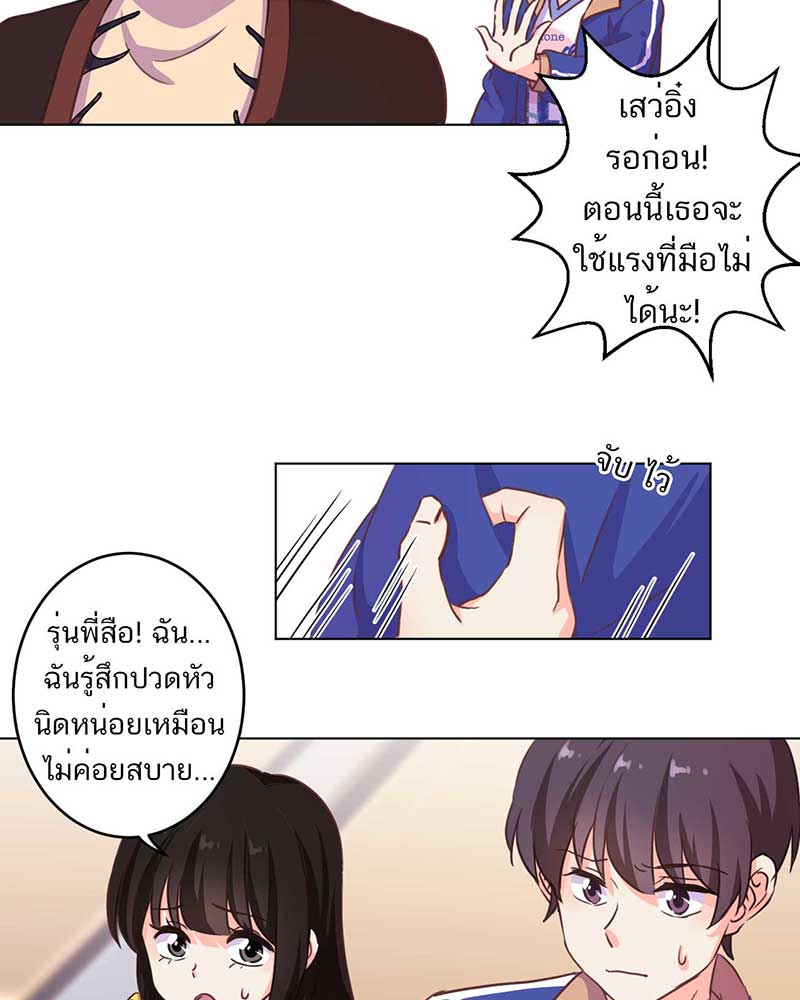 one
เสว่อิ๋ง
รอก่อน!
ตอนนี้เธอจะ
ใช้แรงที่มือไม่
ได้นะ!
จับ ไว้
รุ่นพี่สือ! ฉัน...
ฉันรู้สึกปวดหัว
นิดหน่อยเหมือน
ไม่ค่อยสบาย...